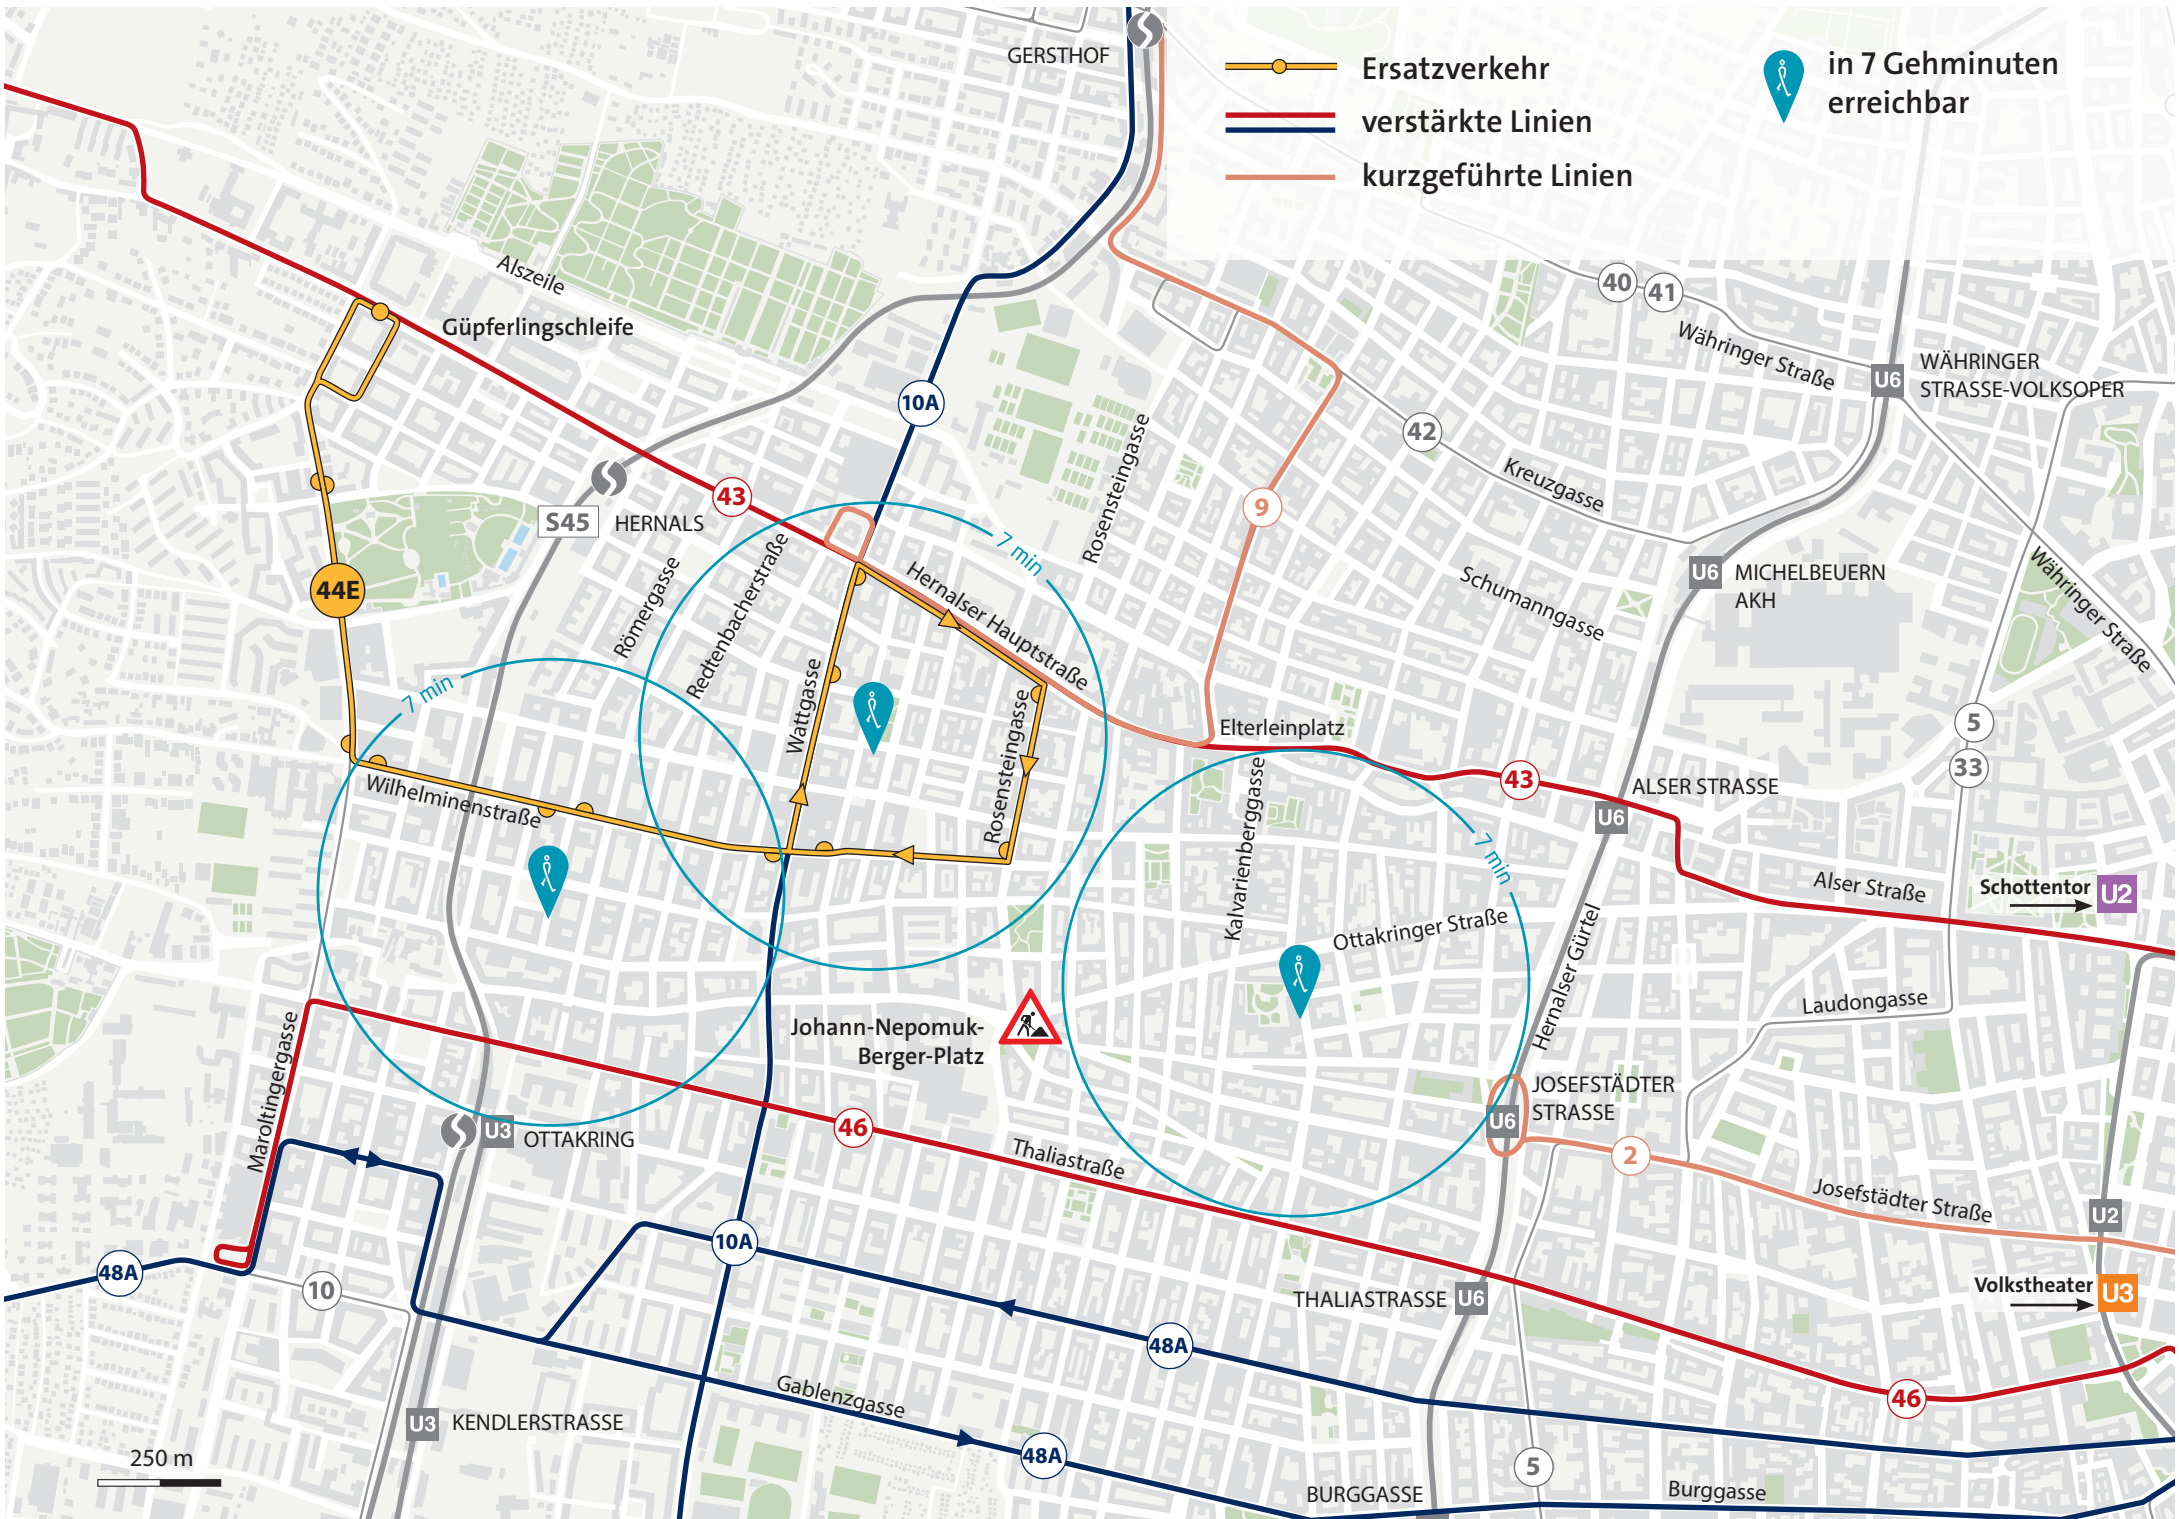 GERSTHOF
Ersatzverkehr
verstärkte Linien
kurzgeführte Linien
in 7 Gehminuten
erreichbar
Alszeile
Güpferlingschleife
40
41
Währinger Straße
U6
WÄHRINGER
STRASSE-VOLKSOPER
10A
42
Rosensteingasse
Kreuzgasse
43
9
S45
HERNALS
7 min
U6
MICHELBEUERN
AKH
Währinger Straße
44E
Römergasse
Redtenbacherstraße
Hernalser Hauptstraße
Schumanngasse
7 min
Wattgasse
Rosensteingasse
Elterleinplatz
5
33
43
ALSER STRASSE
U6
Wilhelminenstraße
Kalvarienberggasse
7 min
Alser Straße
Schottentor
U2
Ottakringer Straße
Hernalser Gürtel
Laudongasse
Johann-Nepomuk-
Berger-Platz
Maroltingergasse
JOSEFSTÄDTER
STRASSE
U6
46
U3
OTTAKRING
Thaliastraße
2
Josefstädter Straße
U2
10A
48A
10
THALIASTRASSE
U6
Volkstheater
U3
48A
Gablenzgasse
46
U3
KENDLERSTRASSE
48A
5
250 m
BURGGASSE
Burggasse